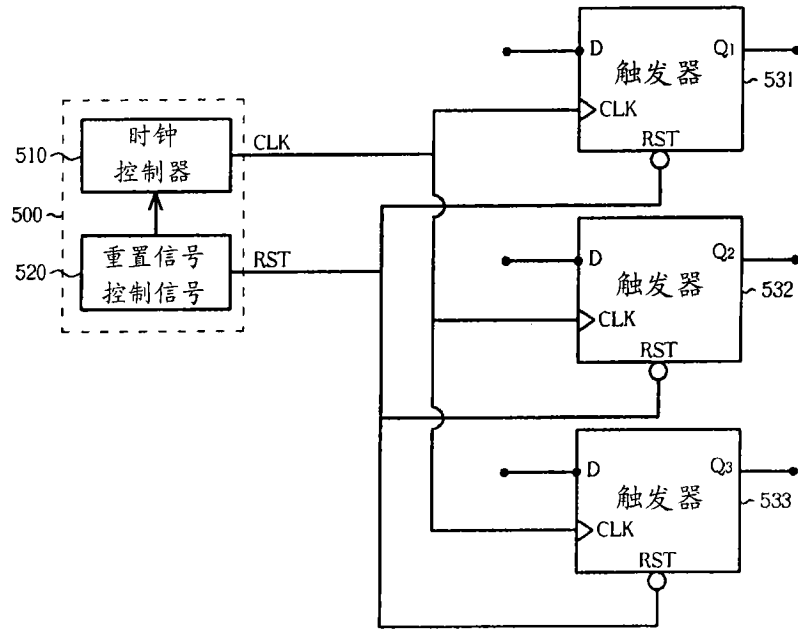 D
Q1
触发器
531
CLK
RST
510
时钟
控制器
CLK
500
520
重置信号
控制信号
RST
D
Q2
触发器
532
CLK
RST
D
Q3
触发器
533
CLK
RST